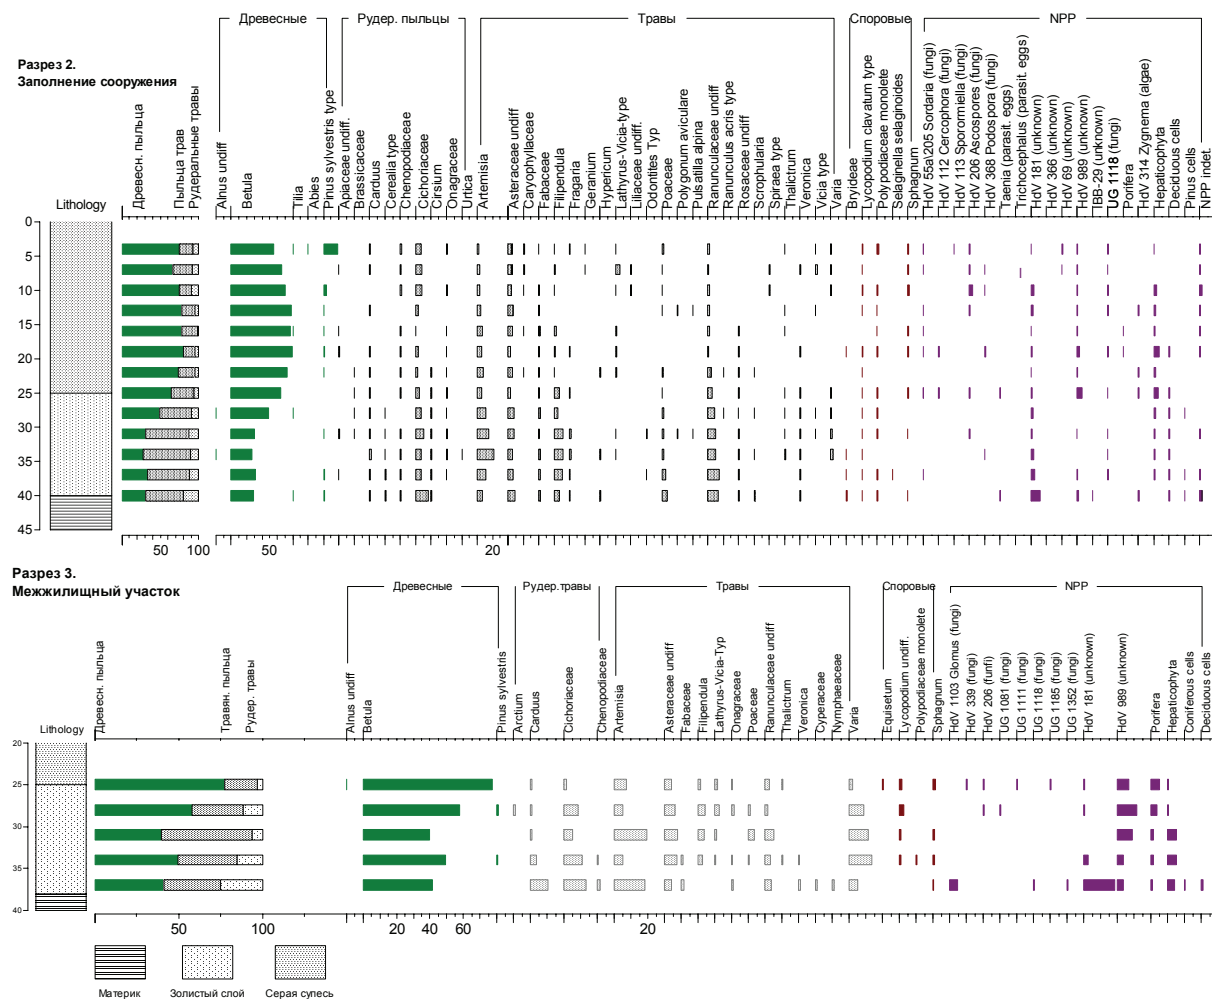 Древесные
Рудер. пыльцы
Травы
Споровые
NPP
Разрез 2.
Заполнение сооружения
Lithology
Древесн. пыльца
Пыльца трав
Рудеральные травы
Alnus undiff
Betula
Tilia
Abies
Pinus sylvestris type
Apiaceae undiff.
Brassicaceae
Carduus
Cerealia type
Chenopodiaceae
Cichoriaceae
Cirsium
Onagraceae
Urtica
Artemisia
Asteraceae undiff
Caryophyllaceae
Fabaceae
Filipendula
Fragaria
Geranium
Hypericum
Lathyrus-Vicia-type
Liliaceae undiff.
Odontites Typ
Poaceae
Polygonum aviculare
Pulsatilla alpina
Ranunculaceae undiff
Ranunculus acris type
Rosaceae undiff
Scrophularia
Spiraea type
Thalictrum
Veronica
Vicia type
Varia
Bryideae
Lycopodium clavatum type
Polypodiaceae monolete
Selaginella selaginoides
Sphagnum
HdV 55a\205 Sordaria (fungi)
HdV 112 Cercophora (fungi)
HdV 113 Sporormiella (fungi)
HdV 206 Ascospores (fungi)
HdV 368 Podospora (fungi)
Taenia (parasit. eggs)
Trichocephalus (parasit. eggs)
HdV 181 (unknown)
HdV 366 (unknown)
HdV 69 (unknown)
HdV 989 (unknown)
TBB-29 (unknown)
UG 1118 (fungi)
Porifera
HdV 314 Zygnema (algae)
Hepaticophyta
Deciduous cells
Pinus cells
NPP indet.
0
5
10
15
20
25
30
35
40
45
50 100 50 20
Разрез 3.
Межжилищный участок
Древесные
Рудер.травы
Травы
Споровые
NPP
Lithology
Древесн. пыльца
Травян. пыльца
Рудер. травы
Alnus undiff
Betula
Pinus sylvestris
Arctium
Carduus
Cichoriaceae
Chenopodiaceae
Artemisia
Asteraceae undiff
Fabaceae
Filipendula
Lathyrus-Vicia-Typ
Onagraceae
Poaceae
Ranunculaceae undiff
Thalictrum
Veronica
Cyperaceae
Nymphaeaceae
Varia
Equisetum
Lycopodium undiff.
Polypodiaceae monolete
Sphagnum
HdV 1103 Glomus (fungi)
HdV 339 (fungi)
HdV 206 (funfi)
UG 1081 (fungi)
UG 1111 (fungi)
UG 1118 (fungi)
UG 1185 (fungi)
UG 1352 (fungi)
HdV 181 (unknown)
HdV 989 (unknown)
Porifera
Hepaticophyta
Coniferous cells
Deciduous cells
20
25
30
35
40
50 100 20 40 60 20
Материк
Золистый слой
Серая супесь